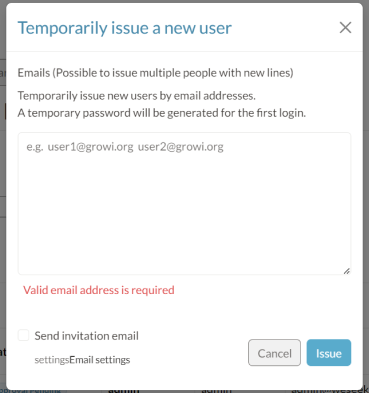 Temporarily issue a new user
Emails (Possible to issue multiple people with new lines)
Temporarily issue new users by email addresses.
A temporary password will be generated for the first login.
e.g. user1@growi.org user2@growi.org
Valid email address is required
Send invitation email
settingsEmail settings
Cancel
Issue